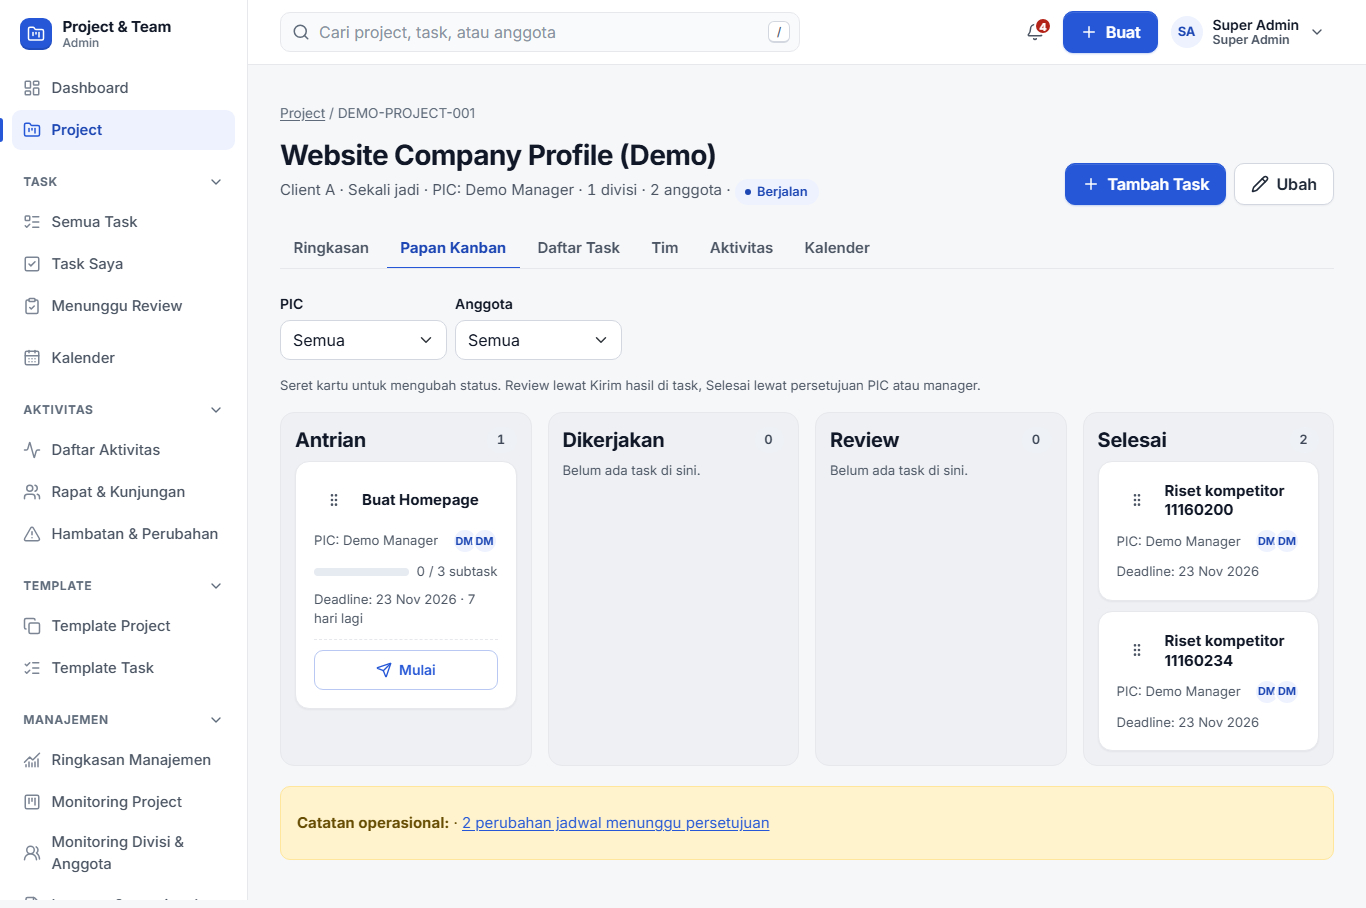 Project & Team
Admin
Dashboard
Project
TASK
Semua Task
Task Saya
Menunggu Review
Kalender
AKTIVITAS
Daftar Aktivitas
Rapat & Kunjungan
Hambatan & Perubahan
TEMPLATE
Template Project
Template Task
MANAJEMEN
Ringkasan Manajemen
Monitoring Project
Monitoring Divisi &
Anggota
Cari project, task, atau anggota
/
4
Buat
SA
Super Admin
Super Admin
Project / DEMO-PROJECT-001
Website Company Profile (Demo)
Client A · Sekali jadi · PIC: Demo Manager · 1 divisi · 2 anggota · Berjalan
Tambah Task
Ubah
Ringkasan
Papan Kanban
Daftar Task
Tim
Aktivitas
Kalender
PIC
Semua
Anggota
Semua
Seret kartu untuk mengubah status. Review lewat Kirim hasil di task, Selesai lewat persetujuan PIC atau manager.
Antrian 1
Buat Homepage
PIC: Demo Manager DM DM
0 / 3 subtask
Deadline: 23 Nov 2026 · 7
hari lagi
Mulai
Dikerjakan 0
Belum ada task di sini.
Review 0
Belum ada task di sini.
Selesai 2
Riset kompetitor
11160200
PIC: Demo Manager DM DM
Deadline: 23 Nov 2026
Riset kompetitor
11160234
PIC: Demo Manager DM DM
Deadline: 23 Nov 2026
Catatan operasional: · 2 perubahan jadwal menunggu persetujuan